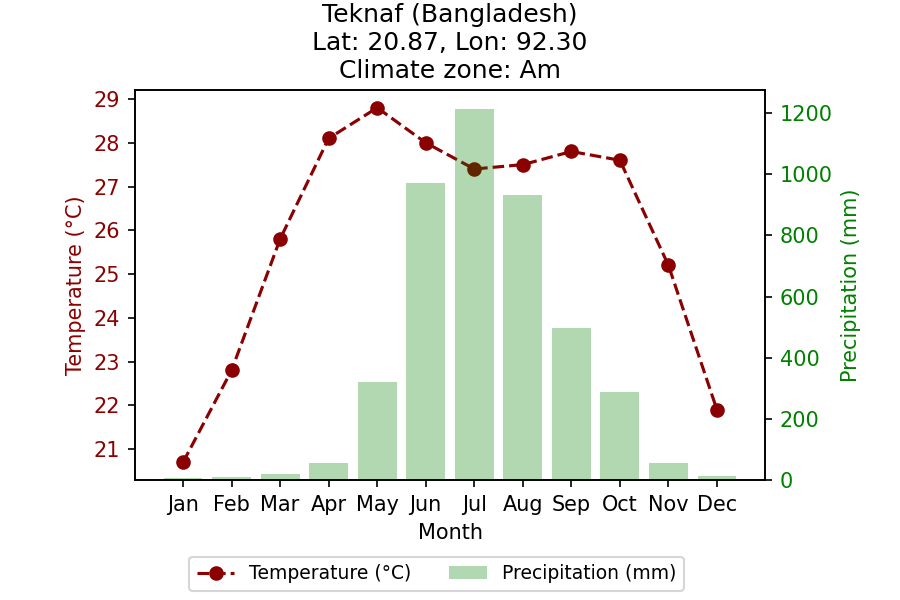 Teknaf (Bangladesh)
Lat: 20.87, Lon: 92.30
Climate zone: Am
29
28
27
26
25
24
23
22
21
Temperature (°C)
1200
1000
800
600
400
200
0
Precipitation (mm)
Jan Feb Mar Apr May Jun Jul Aug Sep Oct Nov Dec
Month
Temperature (°C) Precipitation (mm)